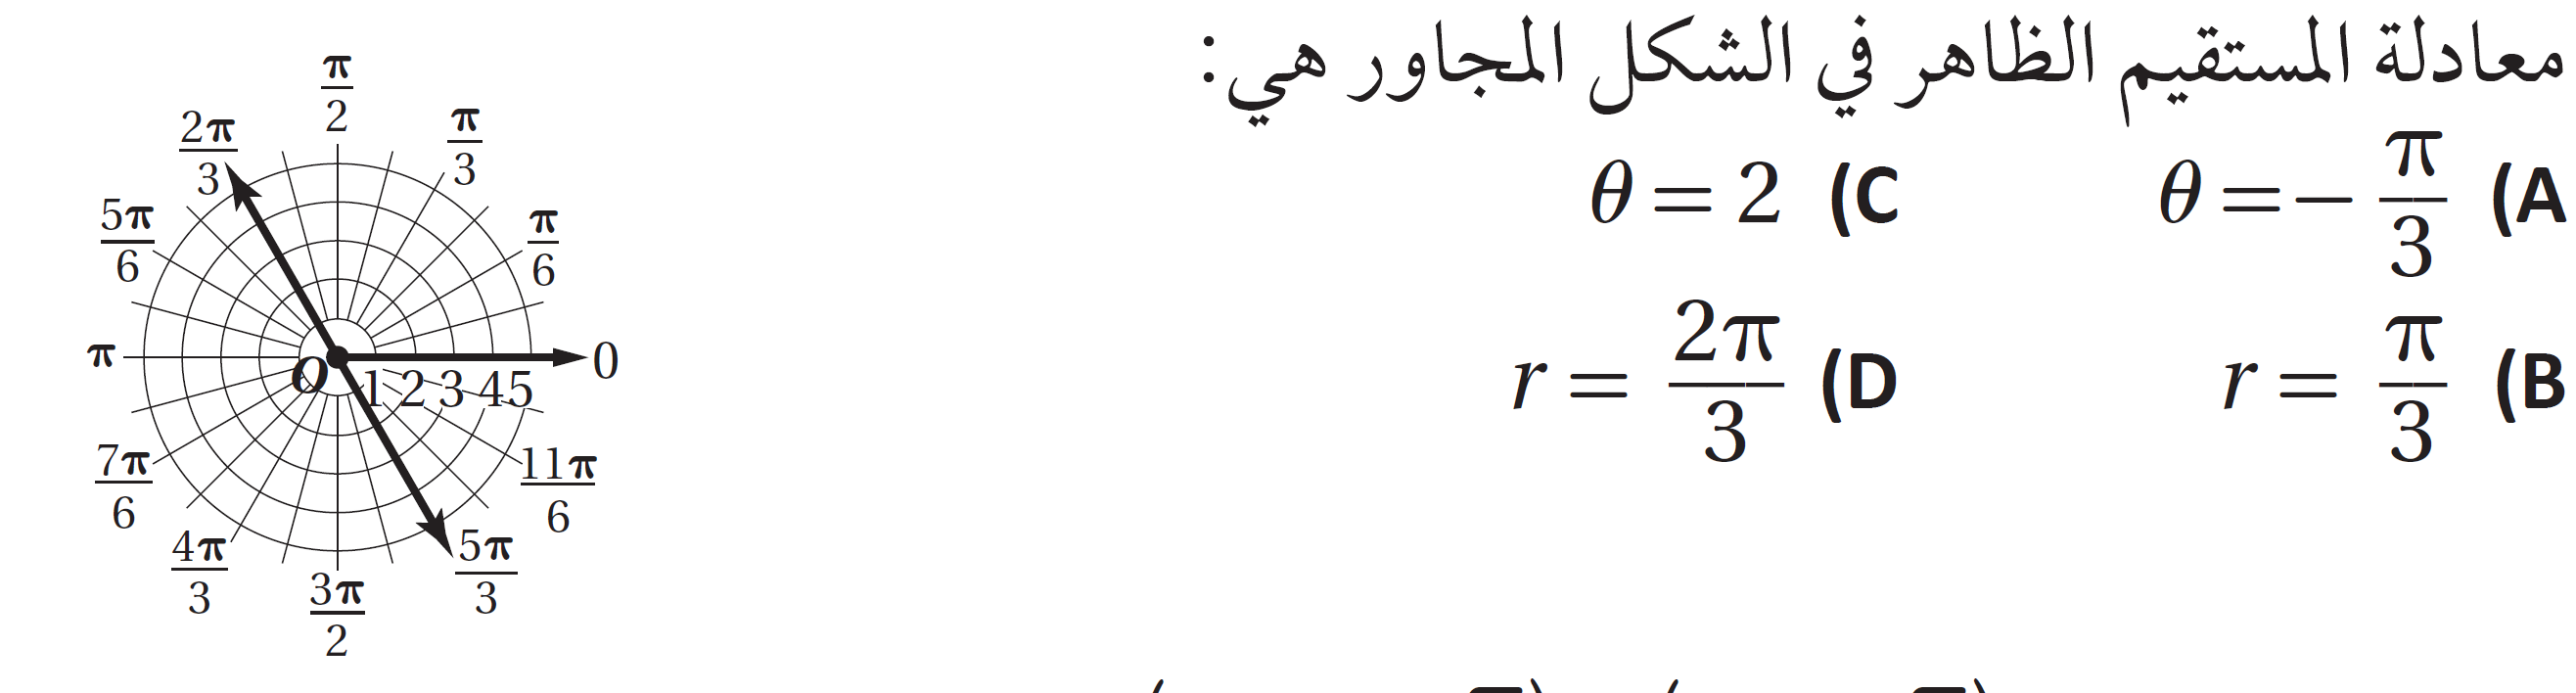 معادلة المستقيم الظاهر في الشكل المجاور هي:
(A θ = − π/3
(C θ = 2
(B r = π/3
(D r = 2π/3
π/2
2π/3
π/3
5π/6
π/6
π
O 1 2 3 4 5
0
7π/6
11π/6
4π/3
5π/3
3π/2